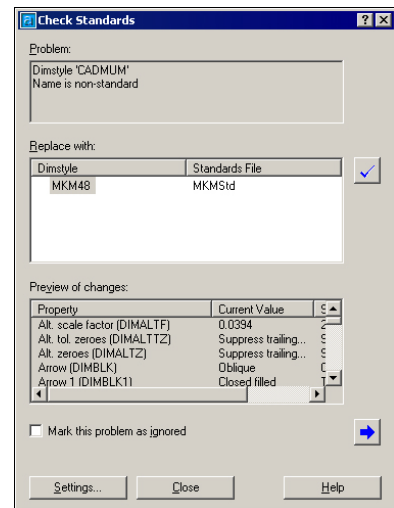 Check Standards
Problem:
Dimstyle 'CADMUM'
Name is non-standard
Replace with:
Dimstyle Standards File
MKM48 MKMStd
Preview of changes:
Property Current Value
Alt. scale factor (DIMALTF) 0.0394
Alt. tol. zeroes (DIMALTTZ) Suppress trailing...
Alt. zeroes (DIMALTZ) Suppress trailing...
Arrow (DIMBLK) Oblique
Arrow 1 (DIMBLK1) Closed filled
Mark this problem as ignored
Settings... Close Help